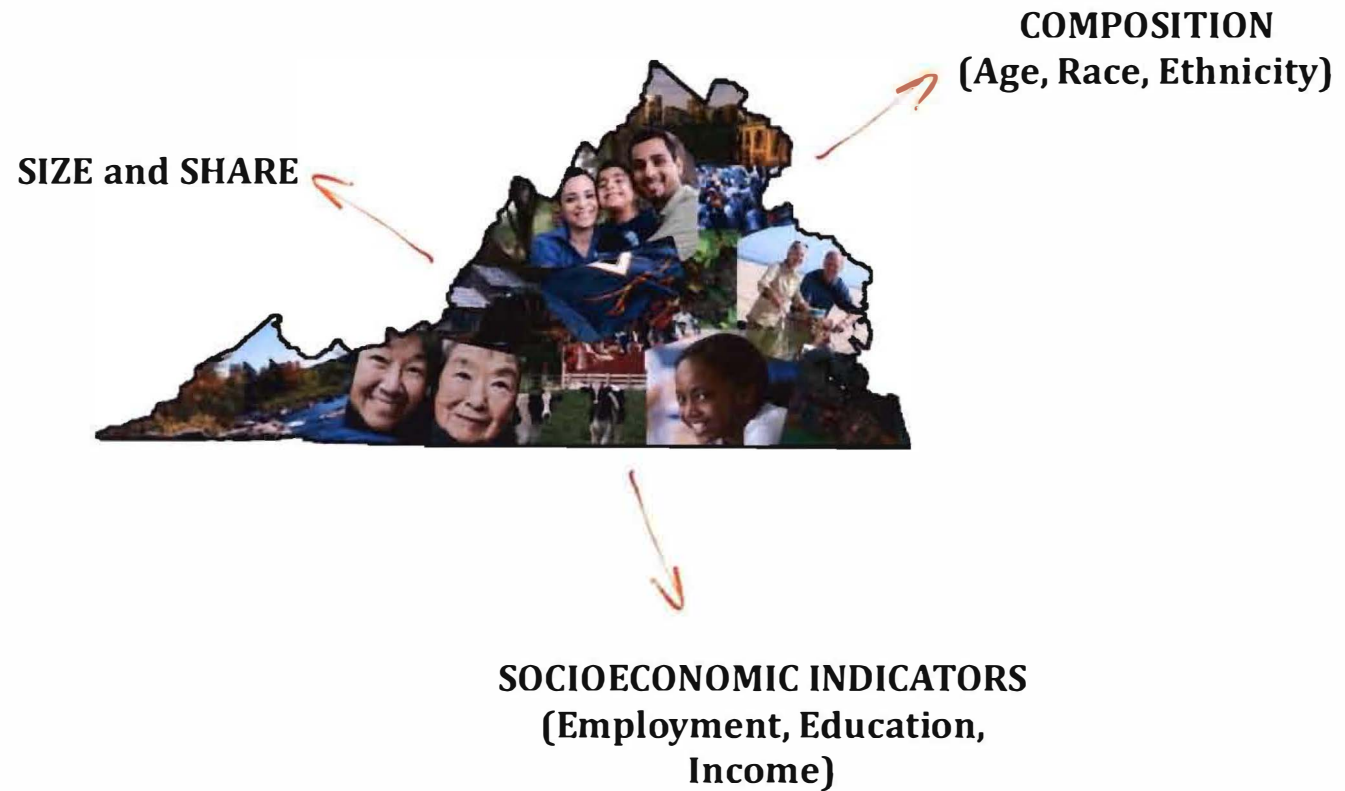 COMPOSITION
(Age, Race, Ethnicity)
SIZE and SHARE
SOCIOECONOMIC INDICATORS
(Employment, Education,
Income)